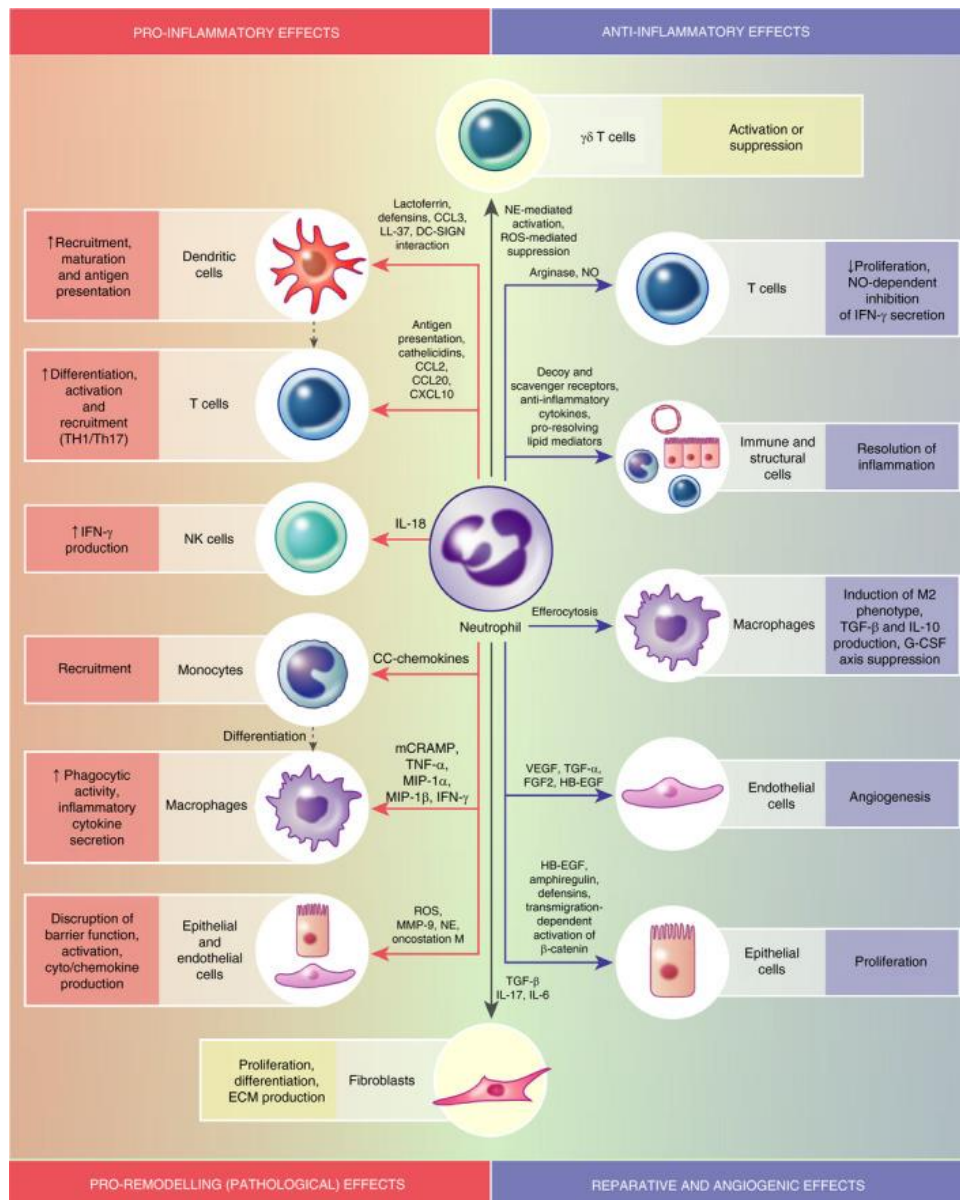 PRO-INFLAMMATORY EFFECTS
ANTI-INFLAMMATORY EFFECTS
γδ T cells
Activation or
suppression
Lactoferrin,
defensins, CCL3,
LL-37, DC-SIGN
interaction
NE-mediated
activation,
ROS-mediated
suppression
↑Recruitment,
maturation
and antigen
presentation
Dendritic
cells
Arginase, NO
T cells
↓Proliferation,
NO-dependent
inhibition
of IFN-γ secretion
Antigen
presentation,
cathelicidins,
CCL2,
CCL20,
CXCL10
↑Differentiation,
activation
and
recruitment
(TH1/Th17)
T cells
Decoy and
scavenger receptors,
anti-inflammatory
cytokines,
pro-resolving
lipid mediators
Immune and
structural
cells
Resolution of
inflammation
↑IFN-γ
production
NK cells
IL-18
Neutrophil
Efferocytosis
Macrophages
Induction of M2
phenotype,
TGF-β and IL-10
production, G-CSF
axis suppression
Recruitment
Monocytes
CC-chemokines
Differentiation
↑ Phagocytic
activity,
inflammatory
cytokine
secretion
Macrophages
mCRAMP,
TNF-α,
MIP-1α,
MIP-1β, IFN-γ
VEGF, TGF-α,
FGF2, HB-EGF
Endothelial
cells
Angiogenesis
Discruption of
barrier function,
activation,
cyto/chemokine
production
Epithelial
and
endothelial
cells
ROS,
MMP-9, NE,
oncostation M
HB-EGF,
amphiregulin,
defensins,
transmigration-
dependent
activation of
β-catenin
Epithelial
cells
Proliferation
TGF-β
IL-17, IL-6
Proliferation,
differentiation,
ECM production
Fibroblasts
PRO-REMODELLING (PATHOLOGICAL) EFFECTS
REPARATIVE AND ANGIOGENIC EFFECTS